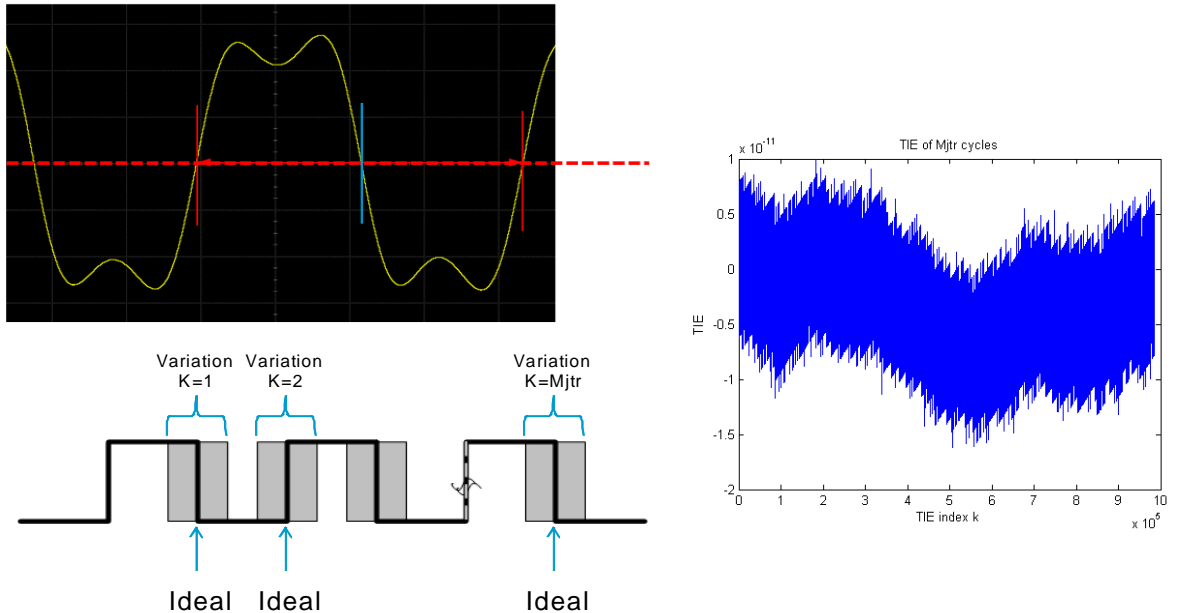 Variation
K=1
Variation
K=2
Variation
K=Mjtr
Ideal
Ideal
Ideal
TIE of Mjtr cycles
x 10^-11
1
0.5
0
-0.5
-1
-1.5
-2
TIE
0 1 2 3 4 5 6 7 8 9 10
TIE index k
x 10^5